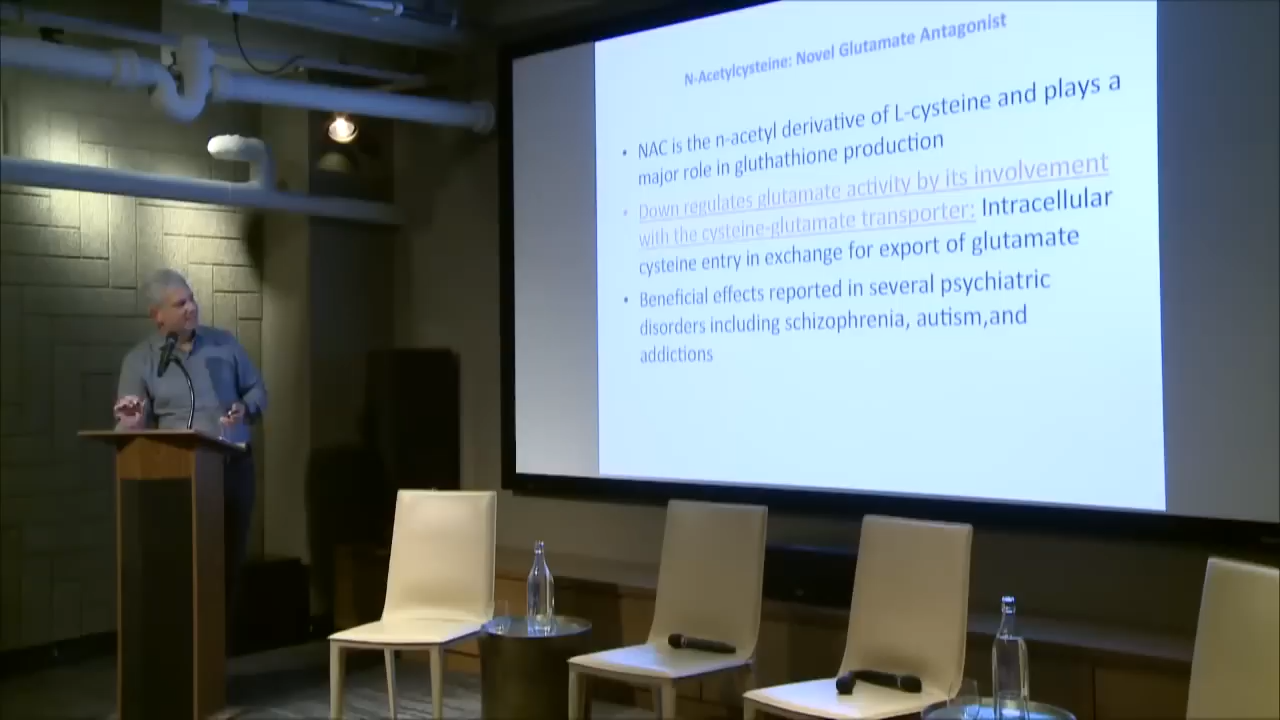 N-Acetylcysteine: Novel Glutamate Antagonist
• NAC is the n-acetyl derivative of L-cysteine and plays a
major role in gluthathione production
• Down regulates glutamate activity by its involvement
with the cysteine-glutamate transporter: Intracellular
cysteine entry in exchange for export of glutamate
• Beneficial effects reported in several psychiatric
disorders including schizophrenia, autism,and
addictions